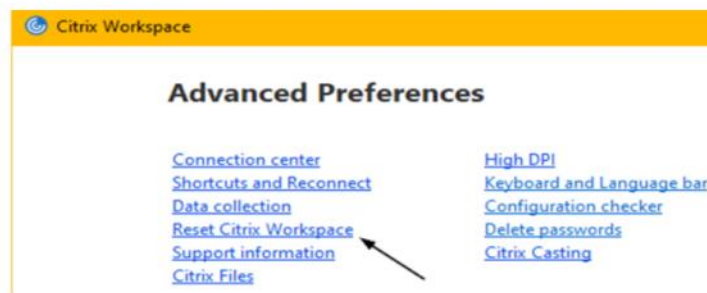 Citrix Workspace
Advanced Preferences
Connection center
Shortcuts and Reconnect
Data collection
Reset Citrix Workspace
Support information
Citrix Files
High DPI
Keyboard and Language bar
Configuration checker
Delete passwords
Citrix Casting